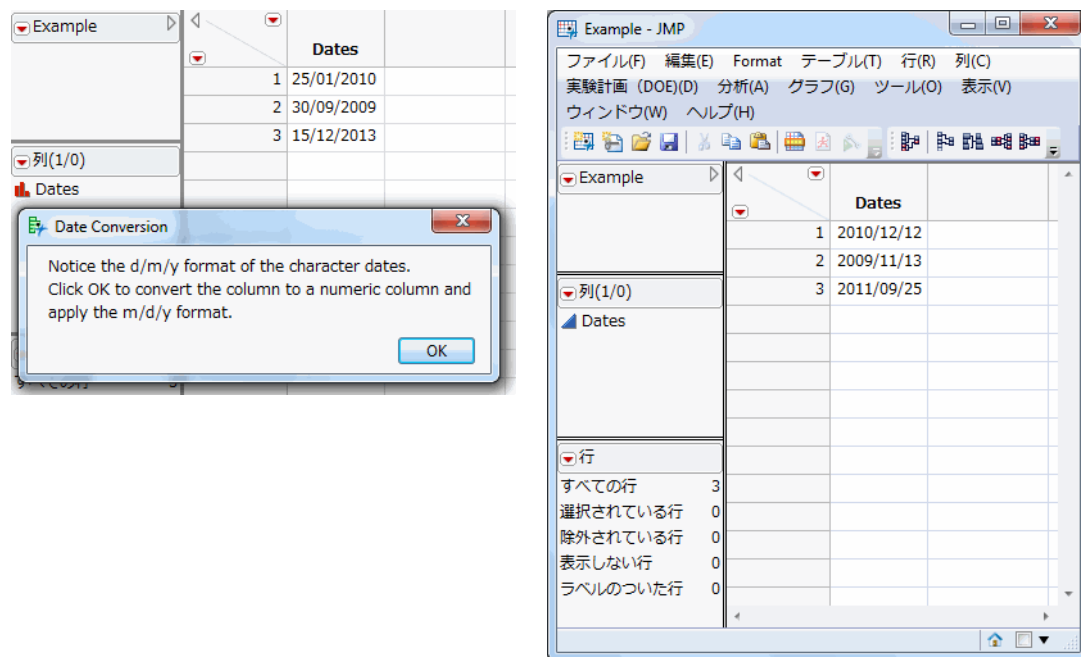 Example
Dates
1 25/01/2010
2 30/09/2009
3 15/12/2013
列(1/0)
Dates
Date Conversion
Notice the d/m/y format of the character dates.
Click OK to convert the column to a numeric column and
apply the m/d/y format.
OK
Example - JMP
ファイル(F) 編集(E) Format テーブル(T) 行(R) 列(C)
実験計画（DOE)(D) 分析(A) グラフ(G) ツール(O) 表示(V)
ウィンドウ(W) ヘルプ(H)
Example
Dates
1 2010/12/12
2 2009/11/13
3 2011/09/25
列(1/0)
Dates
行
すべての行 3
選択されている行 0
除外されている行 0
表示しない行 0
ラベルのついた行 0